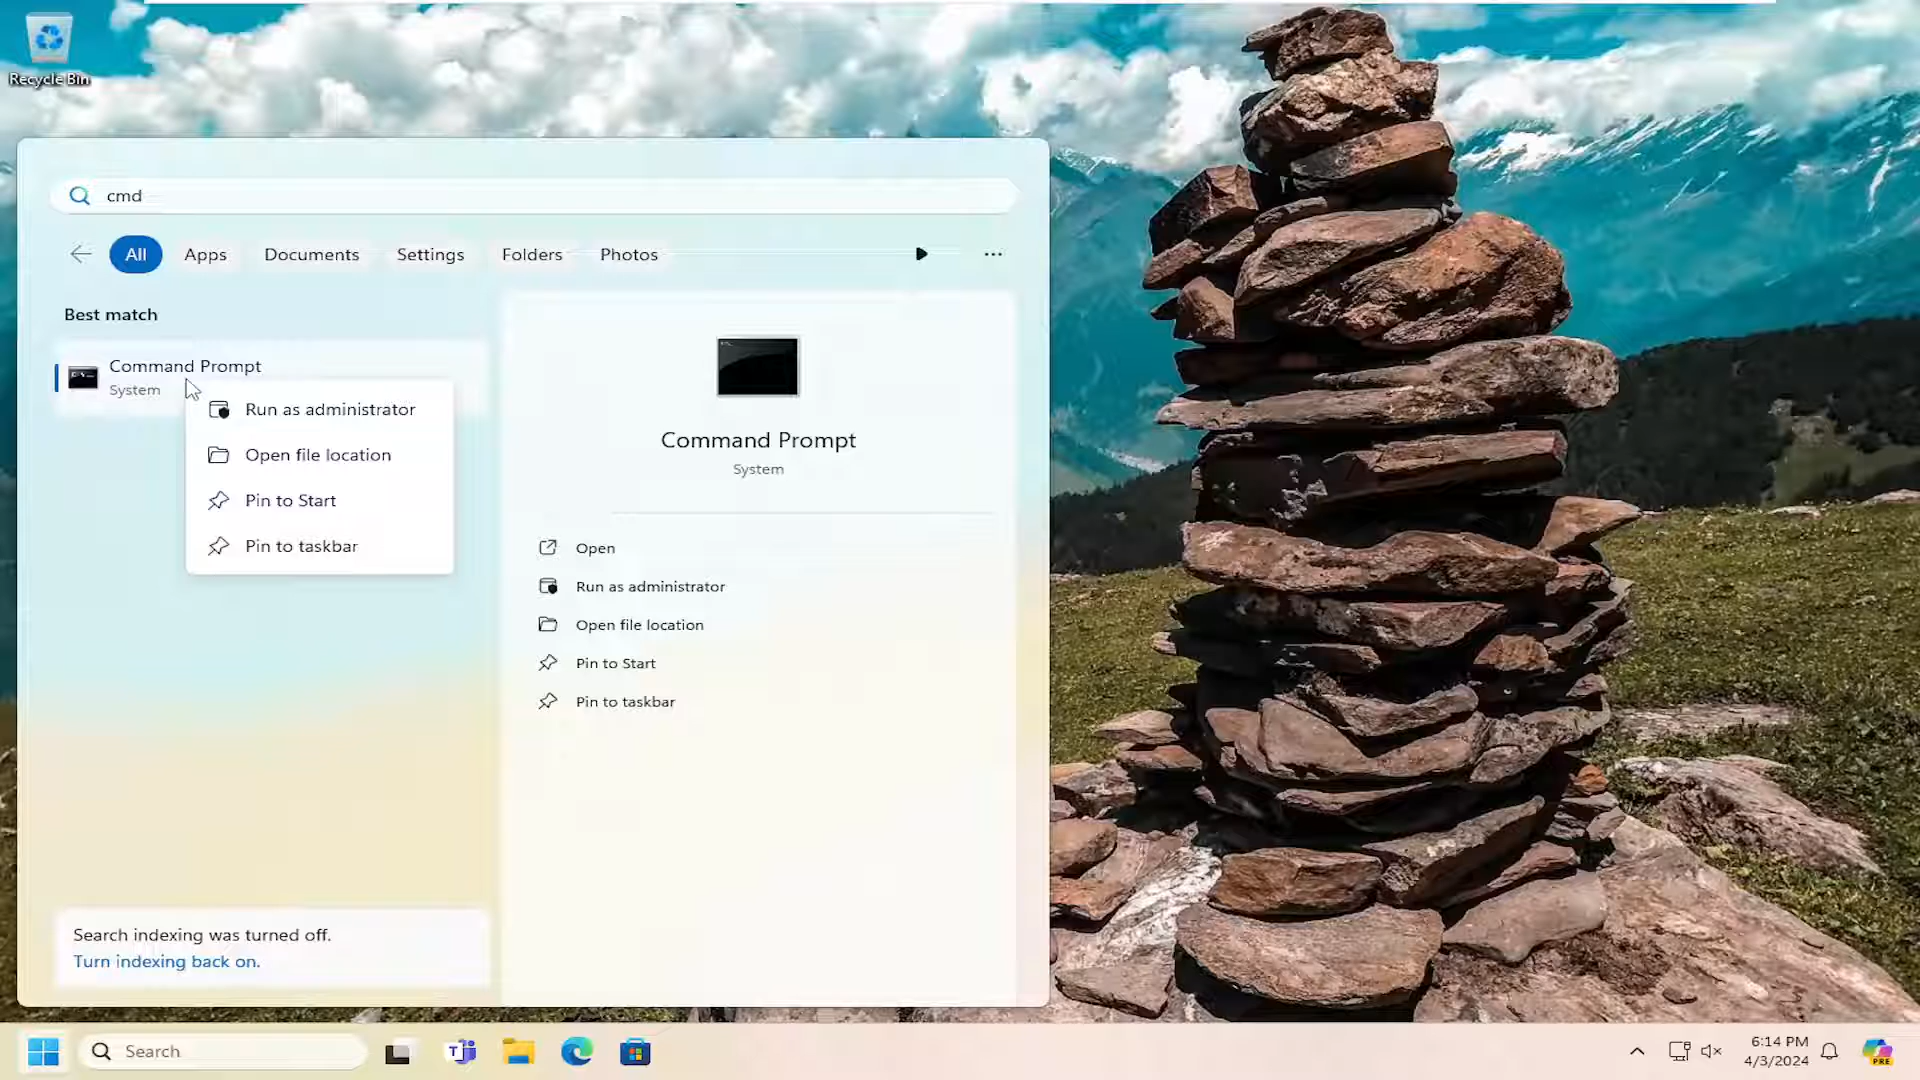 Recycle Bin
cmd
All Apps Documents Settings Folders Photos
Best match
Command Prompt
System
Run as administrator
Open file location
Pin to Start
Pin to taskbar
Command Prompt
System
Open
Run as administrator
Open file location
Pin to Start
Pin to taskbar
Search indexing was turned off.
Turn indexing back on.
Search
6:14 PM
4/3/2024
PRE